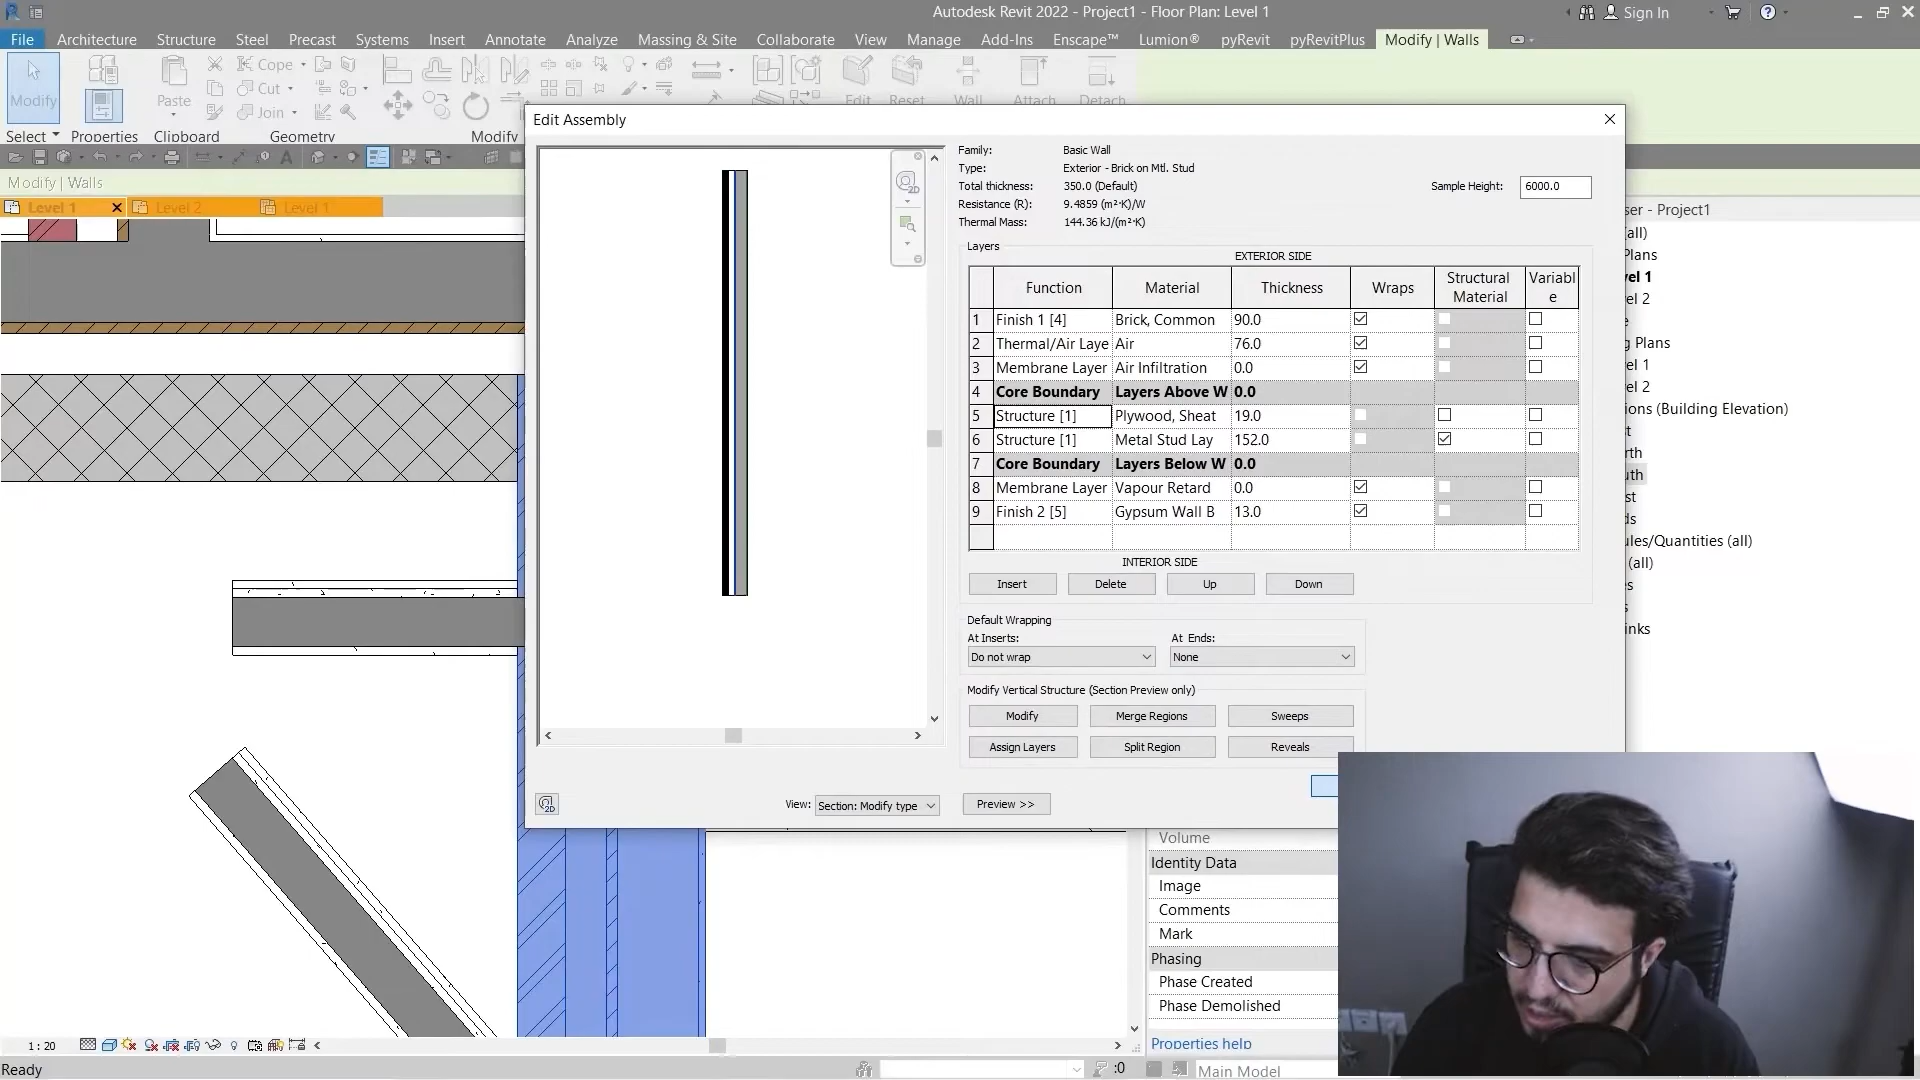 Autodesk Revit 2022 - Project1 - Floor Plan: Level 1
Sign In
File Architecture Structure Steel Precast Systems Insert Annotate Analyze Massing & Site Collaborate View Manage Add-Ins Enscape™ Lumion® pyRevit pyRevitPlus Modify | Walls
Modify
Paste
Cope
Cut
Join
Edit Reset Wall Attach Detach
Select Properties Clipboard Geometry Modify
Modify | Walls
Level 1
Level 2
Level 1
Edit Assembly
Family: Basic Wall
Type: Exterior - Brick on Mtl. Stud
Total thickness: 350.0 (Default)
Resistance (R): 9.4859 (m²·K)/W
Thermal Mass: 144.36 kJ/(m²·K)
Sample Height: 6000.0
Layers
EXTERIOR SIDE
Function Material Thickness Wraps Structural Material Variable
1 Finish 1 [4] Brick, Common 90.0
2 Thermal/Air Laye Air 76.0
3 Membrane Layer Air Infiltration 0.0
4 Core Boundary Layers Above W 0.0
5 Structure [1] Plywood, Sheat 19.0
6 Structure [1] Metal Stud Lay 152.0
7 Core Boundary Layers Below W 0.0
8 Membrane Layer Vapour Retard 0.0
9 Finish 2 [5] Gypsum Wall B 13.0
INTERIOR SIDE
Insert Delete Up Down
Default Wrapping
At Inserts: At Ends:
Do not wrap None
Modify Vertical Structure (Section Preview only)
Modify Merge Regions Sweeps
Assign Layers Split Region Reveals
View: Section: Modify type Preview >>
ser - Project1
(all)
Plans
vel 1
vel 2
e
g Plans
el 1
vel 2
ions (Building Elevation)
t
rth
uth
st
ds
ules/Quantities (all)
(all)
es
s
inks
Volume
Identity Data
Image
Comments
Mark
Phasing
Phase Created
Phase Demolished
Properties help
1 : 20
Ready
:0
Main Model